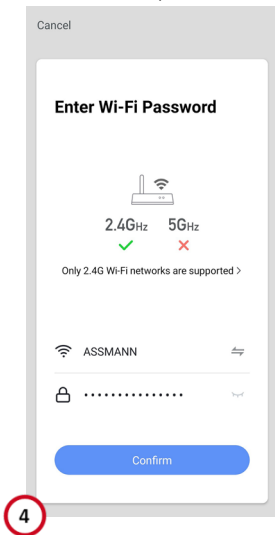 Cancel
Enter Wi-Fi Password
2.4GHz 5GHz
Only 2.4G Wi-Fi networks are supported >
ASSMANN
•••••••••••••••
Confirm
4